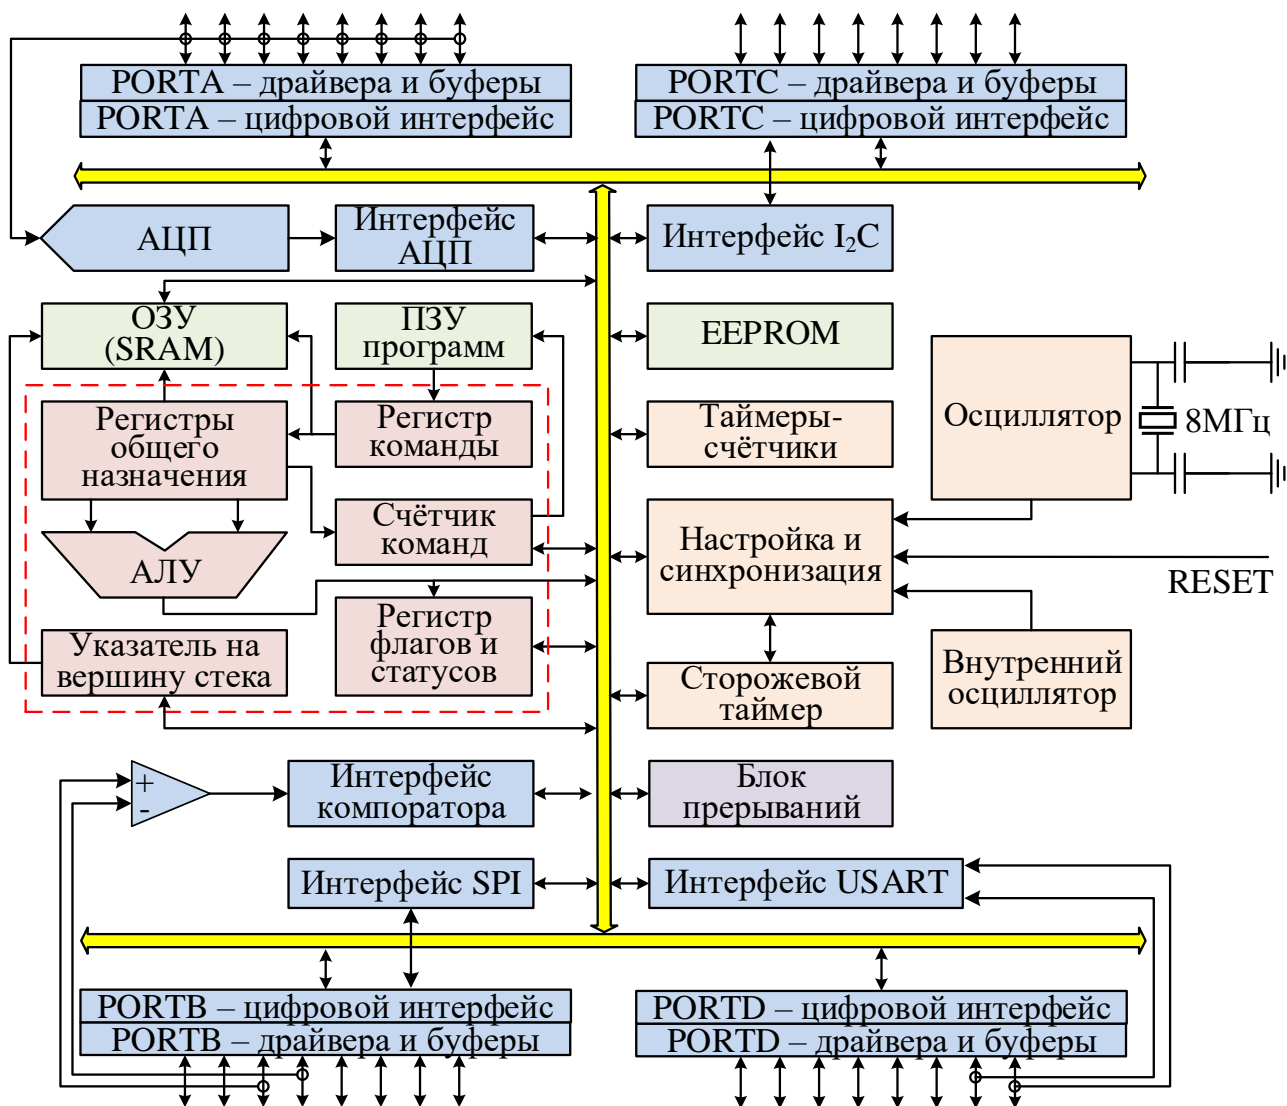 PORTA – драйвера и буферы
PORTA – цифровой интерфейс
PORTC – драйвера и буферы
PORTC – цифровой интерфейс
АЦП
Интерфейс
АЦП
Интерфейс I₂C
ОЗУ
(SRAM)
ПЗУ
программ
EEPROM
Осциллятор
8МГц
Регистры
общего
назначения
Регистр
команды
Таймеры-
счётчики
Счётчик
команд
АЛУ
Настройка и
синхронизация
RESET
Регистр
флагов и
статусов
Указатель на
вершину стека
Сторожевой
таймер
Внутренний
осциллятор
+
-
Интерфейс
компоратора
Блок
прерываний
Интерфейс SPI
Интерфейс USART
PORTB – цифровой интерфейс
PORTB – драйвера и буферы
PORTD – цифровой интерфейс
PORTD – драйвера и буферы